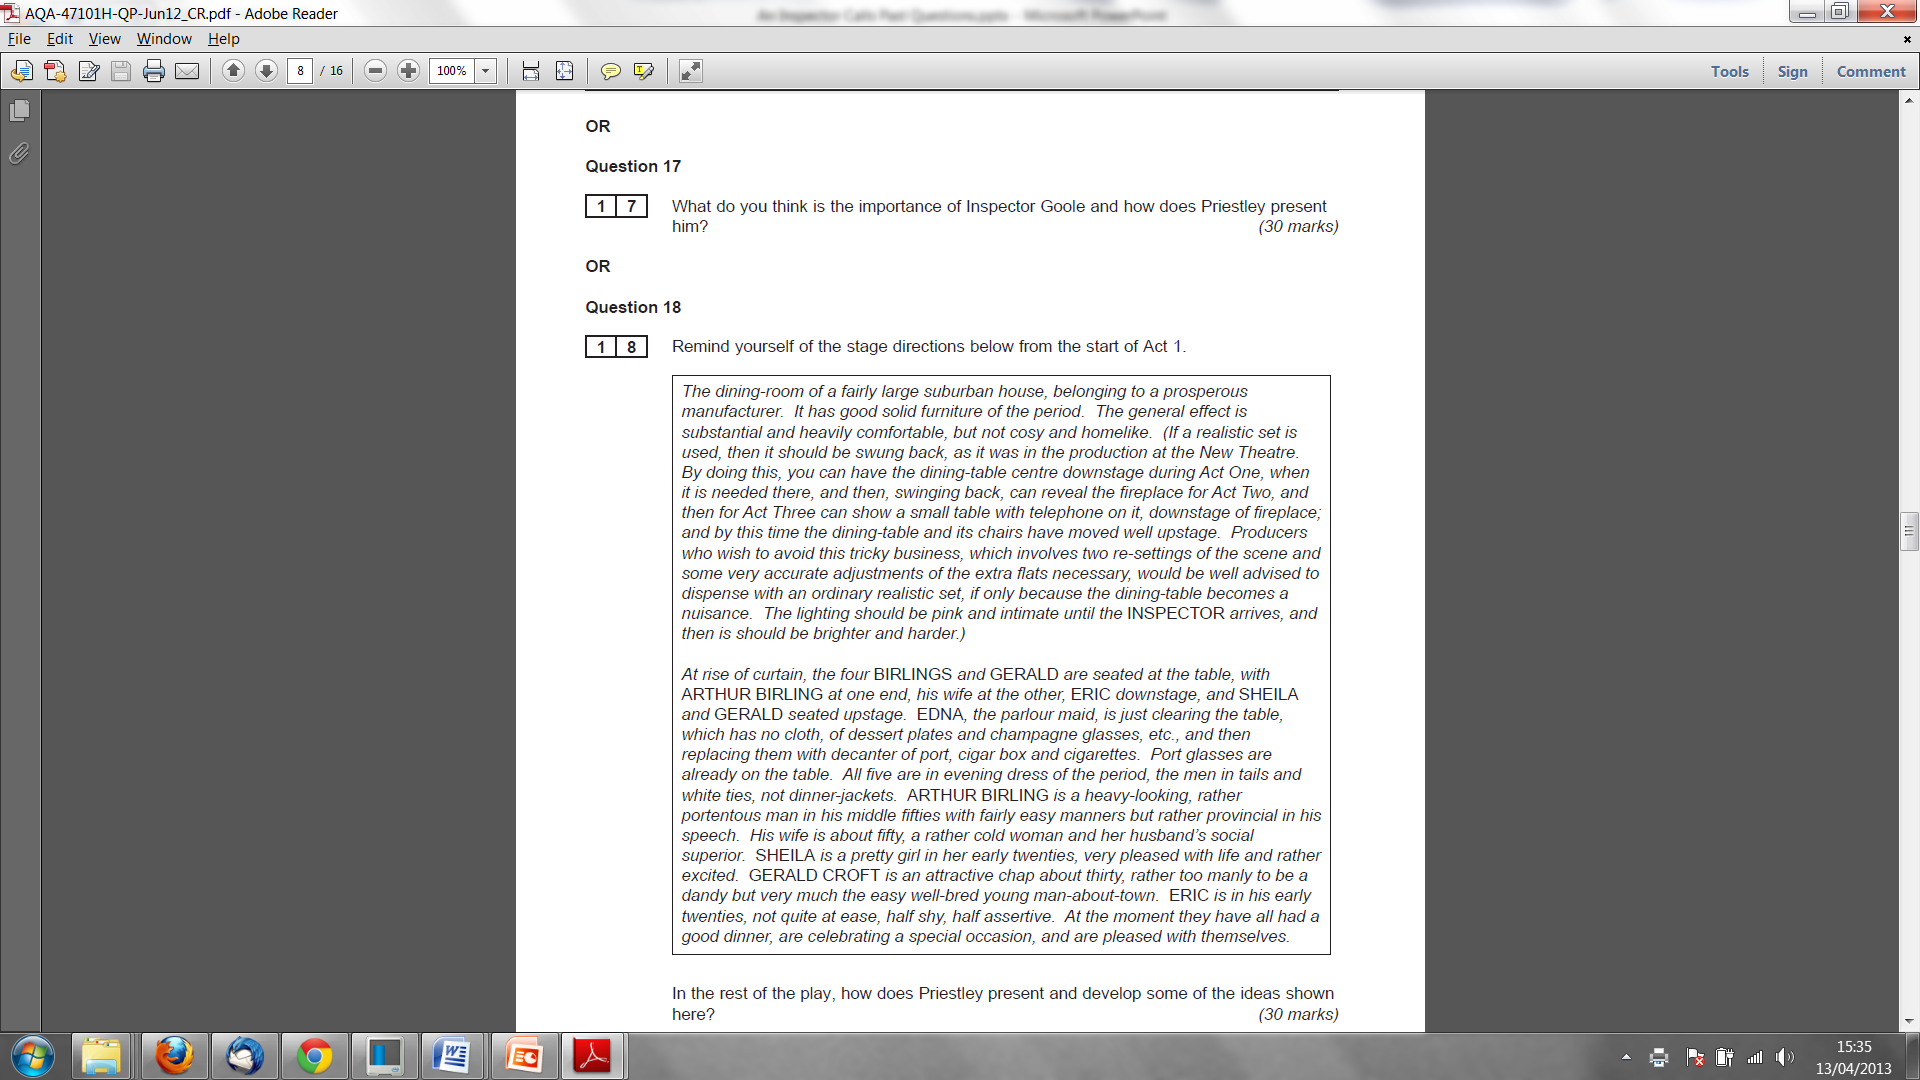 AQA-47101H-QP-Jun12_CR.pdf - Adobe Reader
An Inspector Calls Past Questions.pptx - Microsoft PowerPoint
File Edit View Window Help
8 / 16 100% Tools Sign Comment
OR
Question 17
1 7 What do you think is the importance of Inspector Goole and how does Priestley present
him? (30 marks)
OR
Question 18
1 8 Remind yourself of the stage directions below from the start of Act 1.
The dining-room of a fairly large suburban house, belonging to a prosperous
manufacturer. It has good solid furniture of the period. The general effect is
substantial and heavily comfortable, but not cosy and homelike. (If a realistic set is
used, then it should be swung back, as it was in the production at the New Theatre.
By doing this, you can have the dining-table centre downstage during Act One, when
it is needed there, and then, swinging back, can reveal the fireplace for Act Two, and
then for Act Three can show a small table with telephone on it, downstage of fireplace;
and by this time the dining-table and its chairs have moved well upstage. Producers
who wish to avoid this tricky business, which involves two re-settings of the scene and
some very accurate adjustments of the extra flats necessary, would be well advised to
dispense with an ordinary realistic set, if only because the dining-table becomes a
nuisance. The lighting should be pink and intimate until the INSPECTOR arrives, and
then is should be brighter and harder.)
At rise of curtain, the four BIRLINGS and GERALD are seated at the table, with
ARTHUR BIRLING at one end, his wife at the other, ERIC downstage, and SHEILA
and GERALD seated upstage. EDNA, the parlour maid, is just clearing the table,
which has no cloth, of dessert plates and champagne glasses, etc., and then
replacing them with decanter of port, cigar box and cigarettes. Port glasses are
already on the table. All five are in evening dress of the period, the men in tails and
white ties, not dinner-jackets. ARTHUR BIRLING is a heavy-looking, rather
portentous man in his middle fifties with fairly easy manners but rather provincial in his
speech. His wife is about fifty, a rather cold woman and her husband's social
superior. SHEILA is a pretty girl in her early twenties, very pleased with life and rather
excited. GERALD CROFT is an attractive chap about thirty, rather too manly to be a
dandy but very much the easy well-bred young man-about-town. ERIC is in his early
twenties, not quite at ease, half shy, half assertive. At the moment they have all had a
good dinner, are celebrating a special occasion, and are pleased with themselves.
In the rest of the play, how does Priestley present and develop some of the ideas shown
here? (30 marks)
15:35
13/04/2013